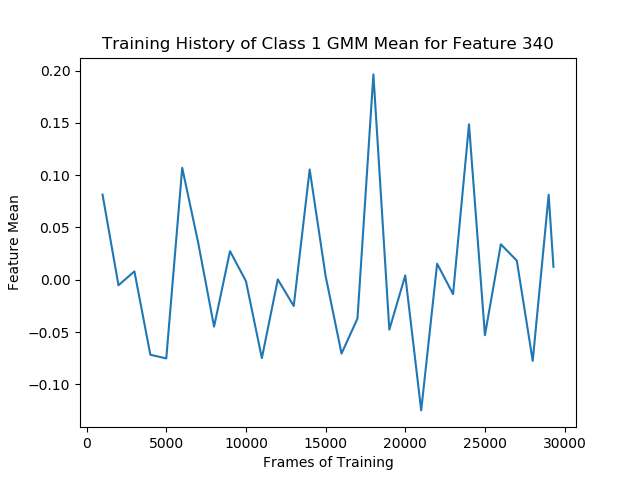 Training History of Class 1 GMM Mean for Feature 340
0.20
0.15
0.10
0.05
0.00
−0.05
−0.10
Feature Mean
0 5000 10000 15000 20000 25000 30000
Frames of Training